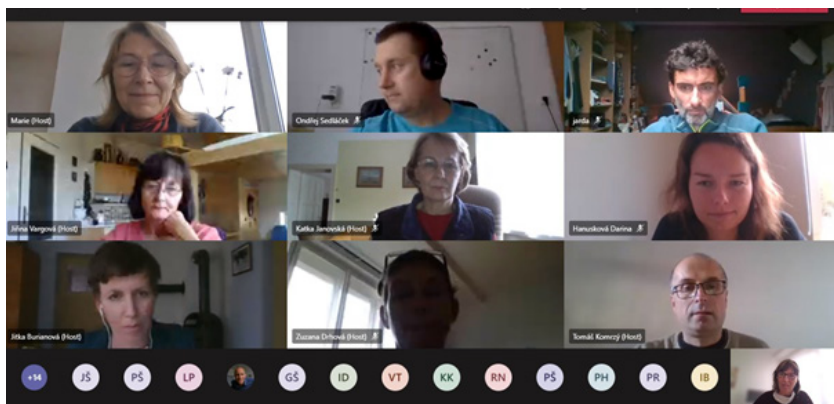 Marie (Host)
Ondřej Sedláček
jarda
Jiřina Vargová (Host)
Katka Janovská (Host)
Hanusková Darina
Jitka Burianová (Host)
Zuzana Drhová (Host)
Tomáš Komrzý (Host)
+14
JŠ
PŠ
LP
GŠ
ID
VT
KK
RN
PŠ
PH
PR
IB